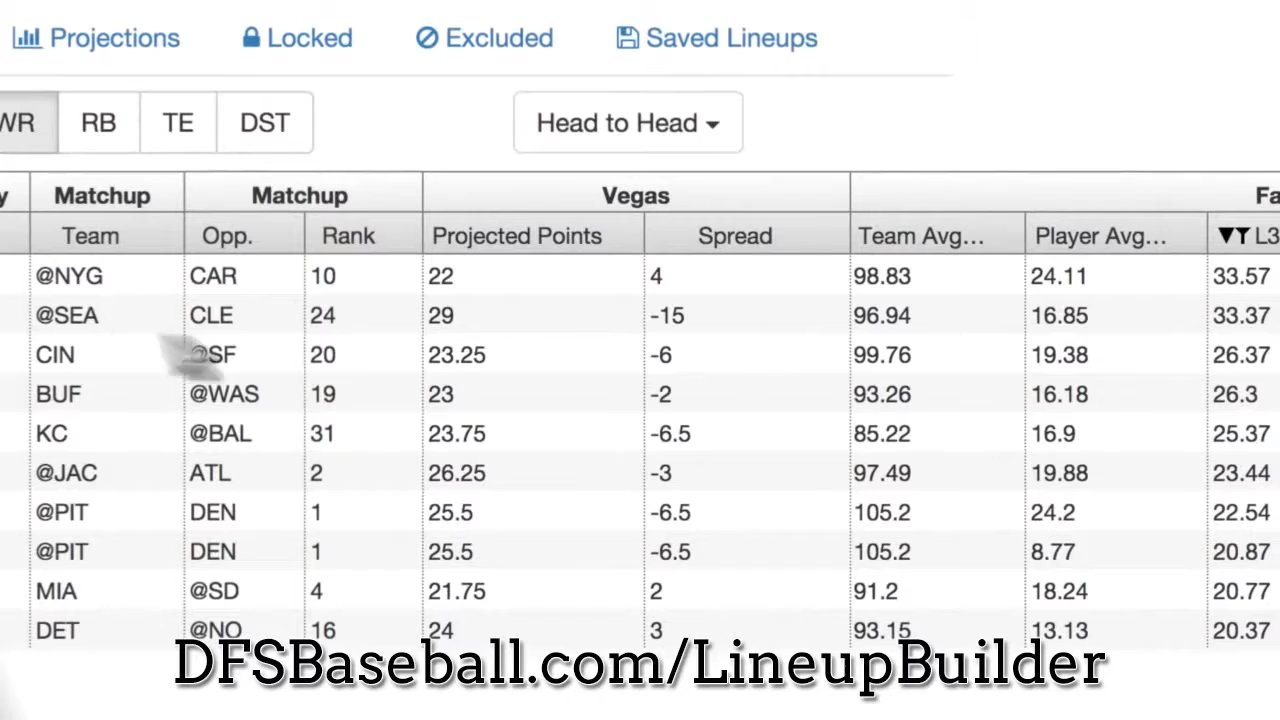 Projections Locked Excluded Saved Lineups
WR RB TE DST Head to Head
y Matchup Matchup Vegas Fa
Team Opp. Rank Projected Points Spread Team Avg... Player Avg... L3
@NYG CAR 10 22 4 98.83 24.11 33.57
@SEA CLE 24 29 -15 96.94 16.85 33.37
CIN @SF 20 23.25 -6 99.76 19.38 26.37
BUF @WAS 19 23 -2 93.26 16.18 26.3
KC @BAL 31 23.75 -6.5 85.22 16.9 25.37
@JAC ATL 2 26.25 -3 97.49 19.88 23.44
@PIT DEN 1 25.5 -6.5 105.2 24.2 22.54
@PIT DEN 1 25.5 -6.5 105.2 8.77 20.87
MIA @SD 4 21.75 2 91.2 18.24 20.77
DET @NO 16 24 3 93.15 13.13 20.37
DFSBaseball.com/LineupBuilder